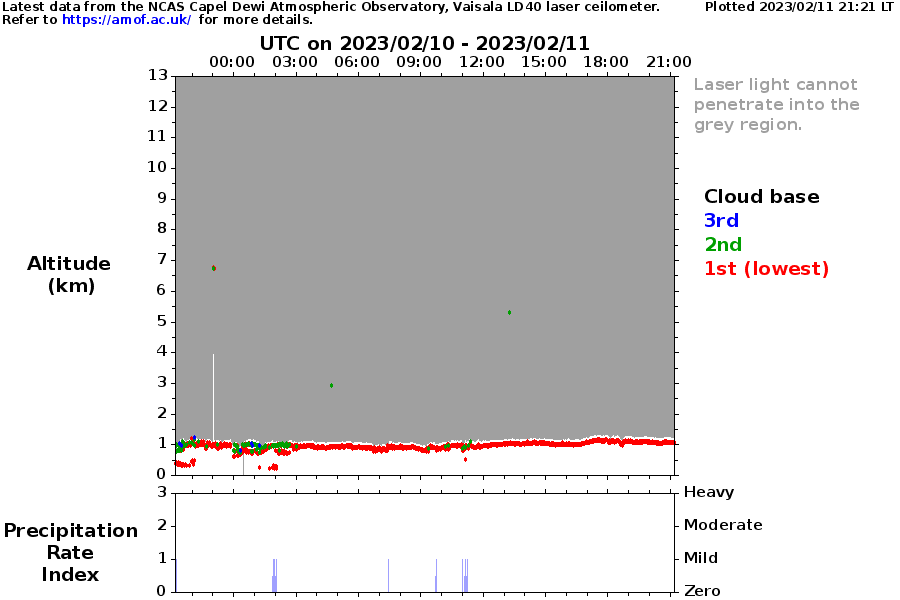 Latest data from the NCAS Capel Dewi Atmospheric Observatory, Vaisala LD40 laser ceilometer. Plotted 2023/02/11 21:21 LT
Refer to https://amof.ac.uk/ for more details.
UTC on 2023/02/10 - 2023/02/11
00:00 03:00 06:00 09:00 12:00 15:00 18:00 21:00
13
12
11
10
9
8
7
6
5
4
3
2
1
0
Altitude
(km)
Laser light cannot
penetrate into the
grey region.
Cloud base
3rd
2nd
1st (lowest)
3 Heavy
2 Moderate
1 Mild
0 Zero
Precipitation
Rate
Index